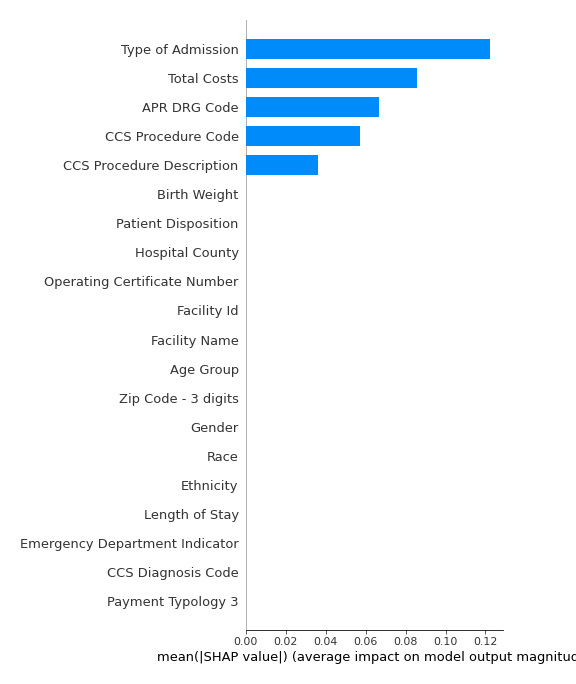 Type of Admission
Total Costs
APR DRG Code
CCS Procedure Code
CCS Procedure Description
Birth Weight
Patient Disposition
Hospital County
Operating Certificate Number
Facility Id
Facility Name
Age Group
Zip Code - 3 digits
Gender
Race
Ethnicity
Length of Stay
Emergency Department Indicator
CCS Diagnosis Code
Payment Typology 3
0.00 0.02 0.04 0.06 0.08 0.10 0.12
mean(|SHAP value|) (average impact on model output magnitud